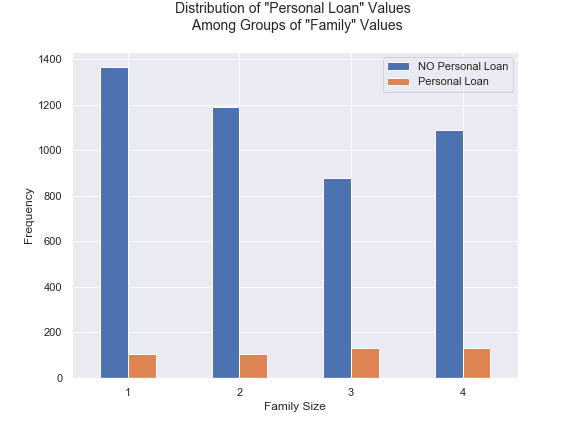 Distribution of "Personal Loan" Values
Among Groups of "Family" Values
NO Personal Loan
Personal Loan
1400
1200
1000
800
600
400
200
0
Frequency
1 2 3 4
Family Size